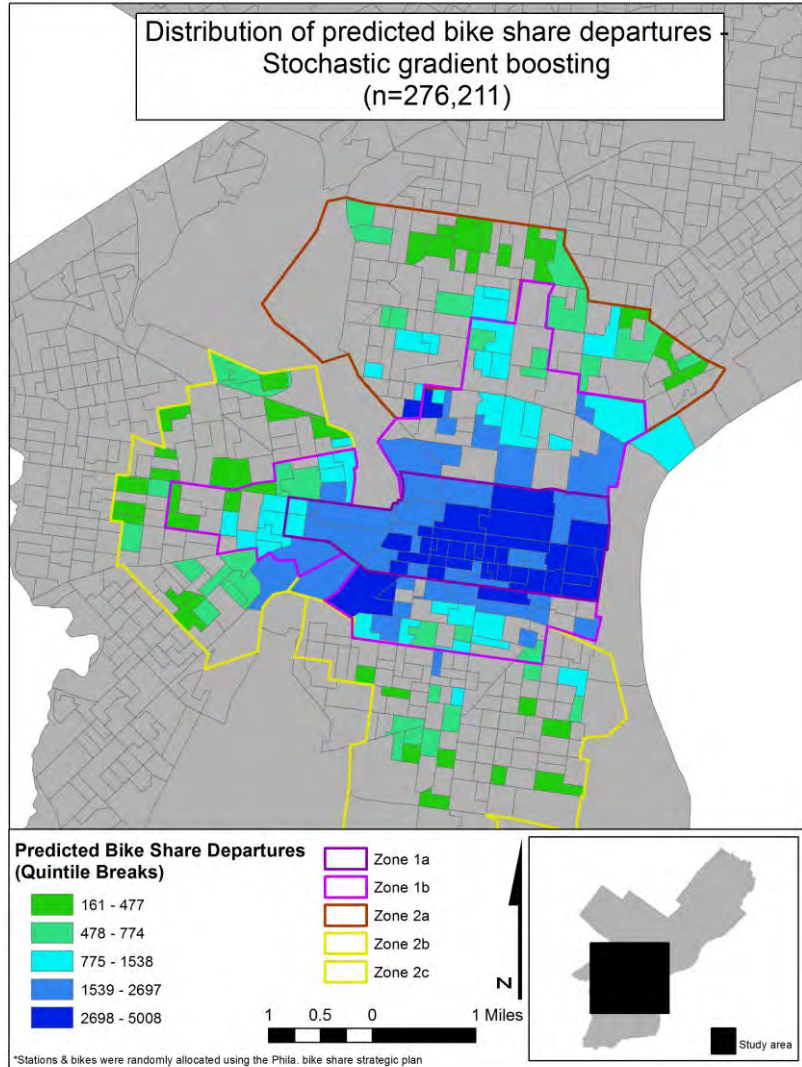 Distribution of predicted bike share departures -
Stochastic gradient boosting
(n=276,211)
Predicted Bike Share Departures
(Quintile Breaks)
161 - 477
478 - 774
775 - 1538
1539 - 2697
2698 - 5008
Zone 1a
Zone 1b
Zone 2a
Zone 2b
Zone 2c
1 0.5 0 1 Miles
N
Study area
*Stations & bikes were randomly allocated using the Phila. bike share strategic plan